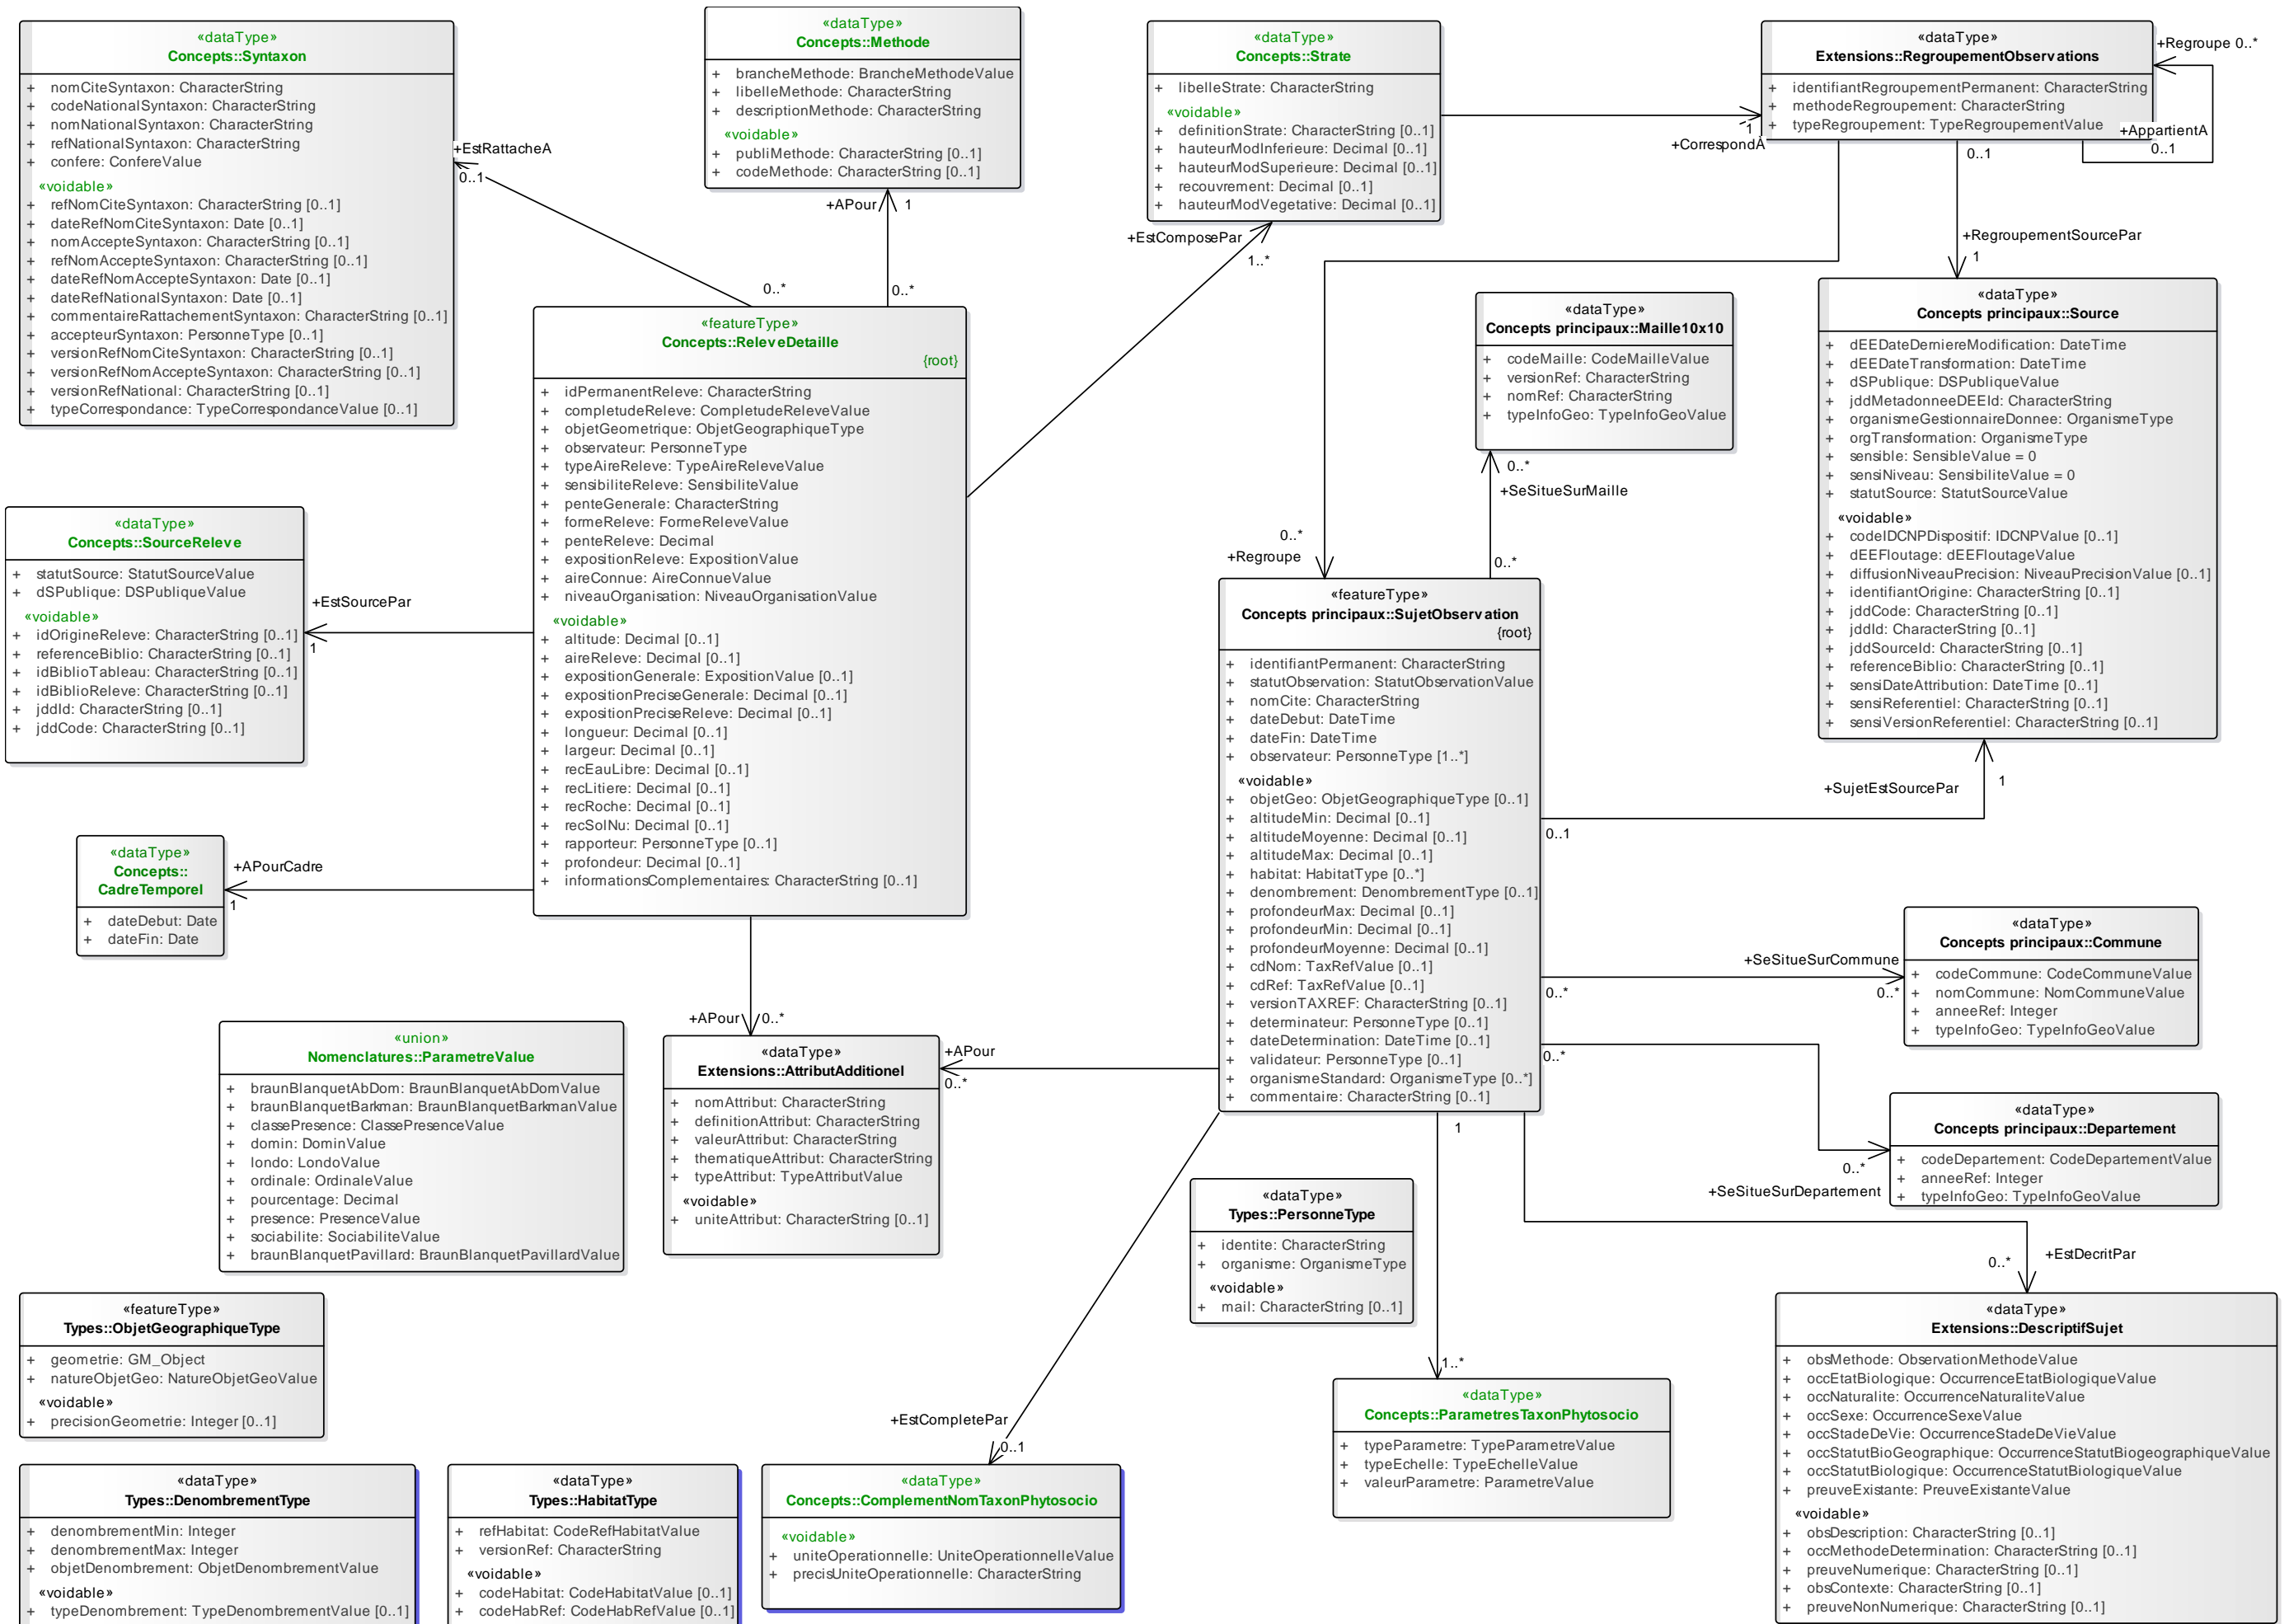 «dataType»
Concepts::Syntaxon
+ nomCiteSyntaxon: CharacterString
+ codeNationalSyntaxon: CharacterString
+ nomNationalSyntaxon: CharacterString
+ refNationalSyntaxon: CharacterString
+ confere: ConfereValue
«voidable»
+ refNomCiteSyntaxon: CharacterString [0..1]
+ dateRefNomCiteSyntaxon: Date [0..1]
+ nomAccepteSyntaxon: CharacterString [0..1]
+ refNomAccepteSyntaxon: CharacterString [0..1]
+ dateRefNomAccepteSyntaxon: Date [0..1]
+ dateRefNationalSyntaxon: Date [0..1]
+ commentaireRattachementSyntaxon: CharacterString [0..1]
+ accepteurSyntaxon: PersonneType [0..1]
+ versionRefNomCiteSyntaxon: CharacterString [0..1]
+ versionRefNomAccepteSyntaxon: CharacterString [0..1]
+ versionRefNational: CharacterString [0..1]
+ typeCorrespondance: TypeCorrespondanceValue [0..1]
+EstRattacheA
0..1
0..*
«dataType»
Concepts::Methode
+ brancheMethode: BrancheMethodeValue
+ libelleMethode: CharacterString
+ descriptionMethode: CharacterString
«voidable»
+ publiMethode: CharacterString [0..1]
+ codeMethode: CharacterString [0..1]
+APour
1
0..*
«dataType»
Concepts::Strate
+ libelleStrate: CharacterString
«voidable»
+ definitionStrate: CharacterString [0..1]
+ hauteurModInferieure: Decimal [0..1]
+ hauteurModSuperieure: Decimal [0..1]
+ recouvrement: Decimal [0..1]
+ hauteurModVegetative: Decimal [0..1]
+EstComposePar
1..*
1
+CorrespondA
«dataType»
Extensions::RegroupementObservations
+ identifiantRegroupementPermanent: CharacterString
+ methodeRegroupement: CharacterString
+ typeRegroupement: TypeRegroupementValue
+Regroupe 0..*
+AppartientA
0..1
0..1
+RegroupementSourcePar
1
0..*
+Regroupe
«featureType»
Concepts::ReleveDetaille
{root}
+ idPermanentReleve: CharacterString
+ completudeReleve: CompletudeReleveValue
+ objetGeometrique: ObjetGeographiqueType
+ observateur: PersonneType
+ typeAireReleve: TypeAireReleveValue
+ sensibiliteReleve: SensibiliteValue
+ penteGenerale: CharacterString
+ formeReleve: FormeReleveValue
+ penteReleve: Decimal
+ expositionReleve: ExpositionValue
+ aireConnue: AireConnueValue
+ niveauOrganisation: NiveauOrganisationValue
«voidable»
+ altitude: Decimal [0..1]
+ aireReleve: Decimal [0..1]
+ expositionGenerale: ExpositionValue [0..1]
+ expositionPreciseGenerale: Decimal [0..1]
+ expositionPreciseReleve: Decimal [0..1]
+ longueur: Decimal [0..1]
+ largeur: Decimal [0..1]
+ recEauLibre: Decimal [0..1]
+ recLitiere: Decimal [0..1]
+ recRoche: Decimal [0..1]
+ recSolNu: Decimal [0..1]
+ rapporteur: PersonneType [0..1]
+ profondeur: Decimal [0..1]
+ informationsComplementaires: CharacterString [0..1]
«dataType»
Concepts principaux::Maille10x10
+ codeMaille: CodeMailleValue
+ versionRef: CharacterString
+ nomRef: CharacterString
+ typeInfoGeo: TypeInfoGeoValue
0..*
+SeSitueSurMaille
0..*
«dataType»
Concepts principaux::Source
+ dEEDateDerniereModification: DateTime
+ dEEDateTransformation: DateTime
+ dSPublique: DSPubliqueValue
+ jddMetadonneeDEEId: CharacterString
+ organismeGestionnaireDonnee: OrganismeType
+ orgTransformation: OrganismeType
+ sensible: SensibleValue = 0
+ sensiNiveau: SensibiliteValue = 0
+ statutSource: StatutSourceValue
«voidable»
+ codeIDCNPDispositif: IDCNPValue [0..1]
+ dEEFloutage: dEEFloutageValue
+ diffusionNiveauPrecision: NiveauPrecisionValue [0..1]
+ identifiantOrigine: CharacterString [0..1]
+ jddCode: CharacterString [0..1]
+ jddId: CharacterString [0..1]
+ jddSourceId: CharacterString [0..1]
+ referenceBiblio: CharacterString [0..1]
+ sensiDateAttribution: DateTime [0..1]
+ sensiReferentiel: CharacterString [0..1]
+ sensiVersionReferentiel: CharacterString [0..1]
+SujetEstSourcePar
1
0..1
«dataType»
Concepts::SourceReleve
+ statutSource: StatutSourceValue
+ dSPublique: DSPubliqueValue
«voidable»
+ idOrigineReleve: CharacterString [0..1]
+ referenceBiblio: CharacterString [0..1]
+ idBiblioTableau: CharacterString [0..1]
+ idBiblioReleve: CharacterString [0..1]
+ jddId: CharacterString [0..1]
+ jddCode: CharacterString [0..1]
+EstSourcePar
1
«featureType»
Concepts principaux::SujetObservation
{root}
+ identifiantPermanent: CharacterString
+ statutObservation: StatutObservationValue
+ nomCite: CharacterString
+ dateDebut: DateTime
+ dateFin: DateTime
+ observateur: PersonneType [1..*]
«voidable»
+ objetGeo: ObjetGeographiqueType [0..1]
+ altitudeMin: Decimal [0..1]
+ altitudeMoyenne: Decimal [0..1]
+ altitudeMax: Decimal [0..1]
+ habitat: HabitatType [0..*]
+ denombrement: DenombrementType [0..1]
+ profondeurMax: Decimal [0..1]
+ profondeurMin: Decimal [0..1]
+ profondeurMoyenne: Decimal [0..1]
+ cdNom: TaxRefValue [0..1]
+ cdRef: TaxRefValue [0..1]
+ versionTAXREF: CharacterString [0..1]
+ determinateur: PersonneType [0..1]
+ dateDetermination: DateTime [0..1]
+ validateur: PersonneType [0..1]
+ organismeStandard: OrganismeType [0..*]
+ commentaire: CharacterString [0..1]
«dataType»
Concepts::
CadreTemporel
+ dateDebut: Date
+ dateFin: Date
+APourCadre
1
«dataType»
Concepts principaux::Commune
+ codeCommune: CodeCommuneValue
+ nomCommune: NomCommuneValue
+ anneeRef: Integer
+ typeInfoGeo: TypeInfoGeoValue
+SeSitueSurCommune
0..*
0..*
«union»
Nomenclatures::ParametreValue
+ braunBlanquetAbDom: BraunBlanquetAbDomValue
+ braunBlanquetBarkman: BraunBlanquetBarkmanValue
+ classePresence: ClassePresenceValue
+ domin: DominValue
+ londo: LondoValue
+ ordinale: OrdinaleValue
+ pourcentage: Decimal
+ presence: PresenceValue
+ sociabilite: SociabiliteValue
+ braunBlanquetPavillard: BraunBlanquetPavillardValue
+APour
0..*
«dataType»
Extensions::AttributAdditionel
+ nomAttribut: CharacterString
+ definitionAttribut: CharacterString
+ valeurAttribut: CharacterString
+ thematiqueAttribut: CharacterString
+ typeAttribut: TypeAttributValue
«voidable»
+ uniteAttribut: CharacterString [0..1]
+APour
0..*
0..*
«dataType»
Concepts principaux::Departement
+ codeDepartement: CodeDepartementValue
+ anneeRef: Integer
+ typeInfoGeo: TypeInfoGeoValue
0..*
+SeSitueSurDepartement
1
«dataType»
Types::PersonneType
+ identite: CharacterString
+ organisme: OrganismeType
«voidable»
+ mail: CharacterString [0..1]
+EstDecritPar
0..*
«featureType»
Types::ObjetGeographiqueType
+ geometrie: GM_Object
+ natureObjetGeo: NatureObjetGeoValue
«voidable»
+ precisionGeometrie: Integer [0..1]
«dataType»
Extensions::DescriptifSujet
+ obsMethode: ObservationMethodeValue
+ occEtatBiologique: OccurrenceEtatBiologiqueValue
+ occNaturalite: OccurrenceNaturaliteValue
+ occSexe: OccurrenceSexeValue
+ occStadeDeVie: OccurrenceStadeDeVieValue
+ occStatutBioGeographique: OccurrenceStatutBiogeographiqueValue
+ occStatutBiologique: OccurrenceStatutBiologiqueValue
+ preuveExistante: PreuveExistanteValue
«voidable»
+ obsDescription: CharacterString [0..1]
+ occMethodeDetermination: CharacterString [0..1]
+ preuveNumerique: CharacterString [0..1]
+ obsContexte: CharacterString [0..1]
+ preuveNonNumerique: CharacterString [0..1]
1..*
«dataType»
Concepts::ParametresTaxonPhytosocio
+ typeParametre: TypeParametreValue
+ typeEchelle: TypeEchelleValue
+ valeurParametre: ParametreValue
+EstCompletePar
0..1
«dataType»
Types::DenombrementType
+ denombrementMin: Integer
+ denombrementMax: Integer
+ objetDenombrement: ObjetDenombrementValue
«voidable»
+ typeDenombrement: TypeDenombrementValue [0..1]
«dataType»
Types::HabitatType
+ refHabitat: CodeRefHabitatValue
+ versionRef: CharacterString
«voidable»
+ codeHabitat: CodeHabitatValue [0..1]
+ codeHabRef: CodeHabRefValue [0..1]
«dataType»
Concepts::ComplementNomTaxonPhytosocio
«voidable»
+ uniteOperationnelle: UniteOperationnelleValue
+ precisUniteOperationnelle: CharacterString